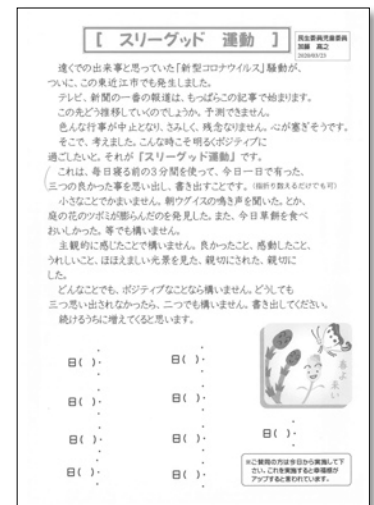 [ スリーグッド 運動 ]
民生委員児童委員
加藤 高之
2020/03/25
遠くでの出来事と思っていた「新型コロナウイルス」騒動が、
ついに、この東近江市でも発生しました。
テレビ、新聞の一番の報道は、もっぱらこの記事で始まります。
この先どう推移していくのでしょうか。予測できません。
色んな行事が中止となり、さみしく、残念なりません。心が塞ぎそうです。
そこで、考えました。こんな時こそ明るくポジティブに
過ごしたいと。それが『スリーグッド運動』です。
これは、毎日寝る前の3分間を使って、今日一日で有った、
三つの良かった事を思い出し、書き出すことです。(指折り数えるだけでも可)
小さなことでかまいません。朝ウグイスの鳴き声を聞いた。とか、
庭の花のツボミが膨らんだのを発見した。また、今日草餅を食べ
おいしかった。等でも構いません。
主観的に感じたことで構いません。良かったこと、感動したこと、
うれしいこと、ほほえましい光景を見た、親切にされた、親切に
した。
どんなことでも、ポジティブなことなら構いません。どうしても
三つ思い出されなかったら、二つでも構いません。書き出してください。
続けるうちに増えてくると思います。
日( )・
日( )・
日( )・
日( )・
日( )・
日( )・
日( )・
日( )・
日( )・
春よ来い
※ご賛同の方は今日から実施して下
さい。これを実施すると幸福感が
アップすると言われています。